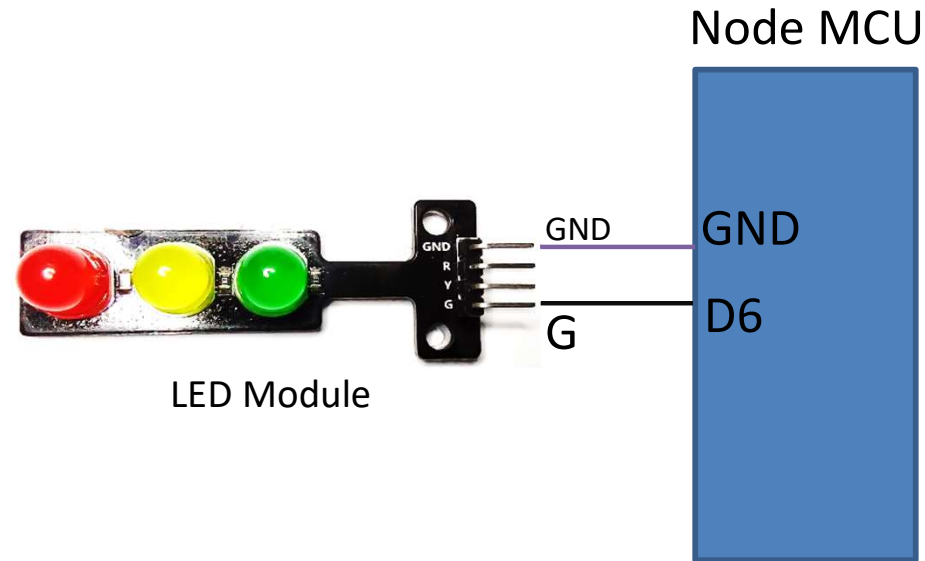 Node MCU
GND
R
Y
G
GND
G
GND
D6
LED Module